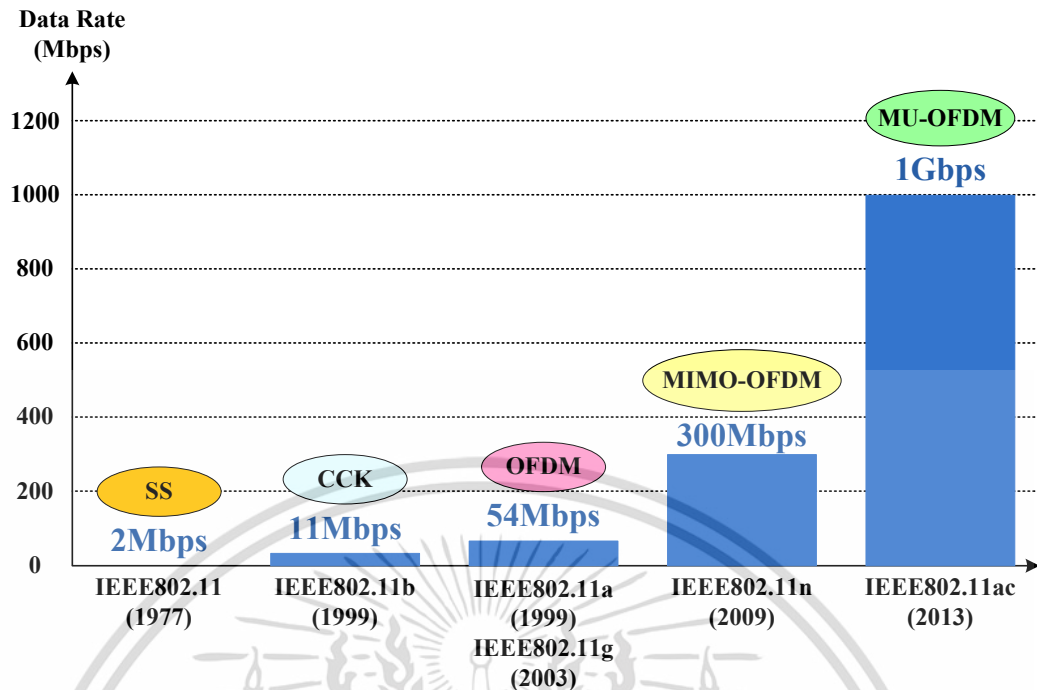 Data Rate
(Mbps)
1200
1000
800
600
400
200
0
SS
2Mbps
IEEE802.11
(1977)
CCK
11Mbps
IEEE802.11b
(1999)
OFDM
54Mbps
IEEE802.11a
(1999)
IEEE802.11g
(2003)
MIMO-OFDM
300Mbps
IEEE802.11n
(2009)
MU-OFDM
1Gbps
IEEE802.11ac
(2013)